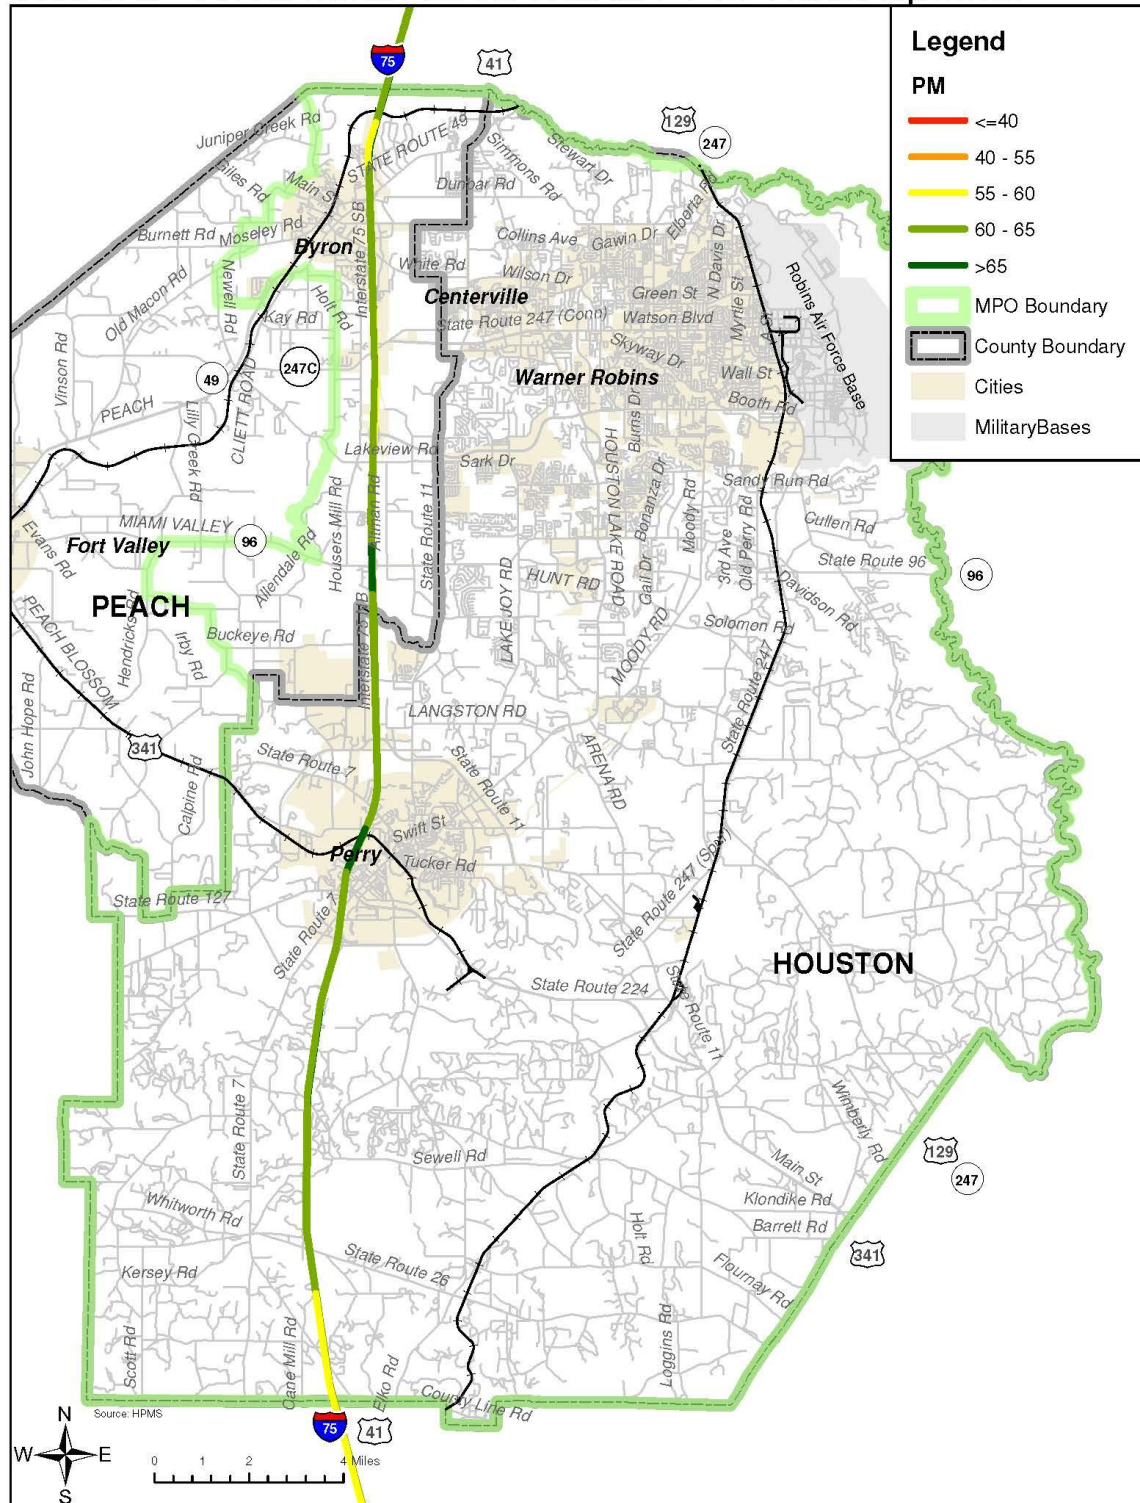 Legend
PM
<=40
40 - 55
55 - 60
60 - 65
>65
MPO Boundary
County Boundary
Cities
MilitaryBases
75
41
129
247
Juniper Creek Rd
STATE ROUTE 49
Simmons Rd
Stewart Dr
Giles Rd
Main St
Dunbar Rd
Elberta
Burnett Rd
Moseley Rd
Byron
Interstate 75 SB
Collins Ave
Gawin Dr
N Davis Dr
White Rd
Wilson Dr
Robins Air Force Base
Old Macon Rd
Newell Rd
Holt Rd
Centerville
Green St
Myrtle St
Kay Rd
State Route 247 (Conn)
Watson Blvd
Vinson Rd
Skyway Dr
49
247C
Warner Robins
Wall St
PEACH
Lilly Creek Rd
CLIETT ROAD
Burns Dr
Booth Rd
Lakeview Rd
Sark Dr
HOUSTON LAKE ROAD
Bonanza Dr
Moody Rd
Sandy Run Rd
Housers Mill Rd
State Route 11
3rd Ave
Old Perry Rd
Cullen Rd
Evans Rd
MIAMI VALLEY
96
Allendale Rd
Fort Valley
State Route 96
96
PEACH
HUNT RD
Gail Dr
Davidson Rd
LAKE JOY RD
PEACH BLOSSOM
Hendricks Rd
Irby Rd
Buckeye Rd
MOODY RD
Solomon Rd
State Route 247
John Hope Rd
LANGSTON RD
341
State Route 7
State Route 11
ARENA RD
Calpine Rd
Swift St
Perry
Tucker Rd
State Route 247 (Spur)
State Route 127
State Route 7
HOUSTON
State Route 224
State Route 11
State Route 7
Wimberly Rd
Sewell Rd
129
Main St
247
Whitworth Rd
Klondike Rd
Barrett Rd
Holt Rd
341
State Route 26
Kersey Rd
Flournay Rd
Scott Rd
Loggins Rd
Elko Rd
County Line Rd
Source: HPMS
75
41
N
W
E
S
0
1
2
4 Miles